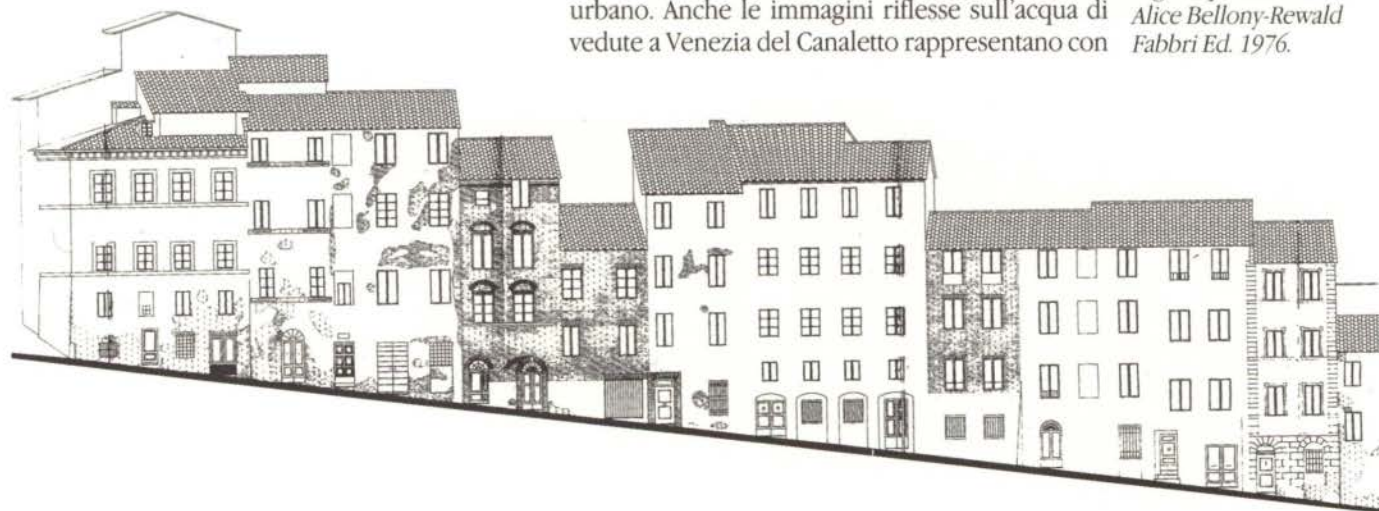 urbano. Anche le immagini riflesse sull'acqua di
vedute a Venezia del Canaletto rappresentano con
Alice Bellony-Rewald
Fabbri Ed. 1976.